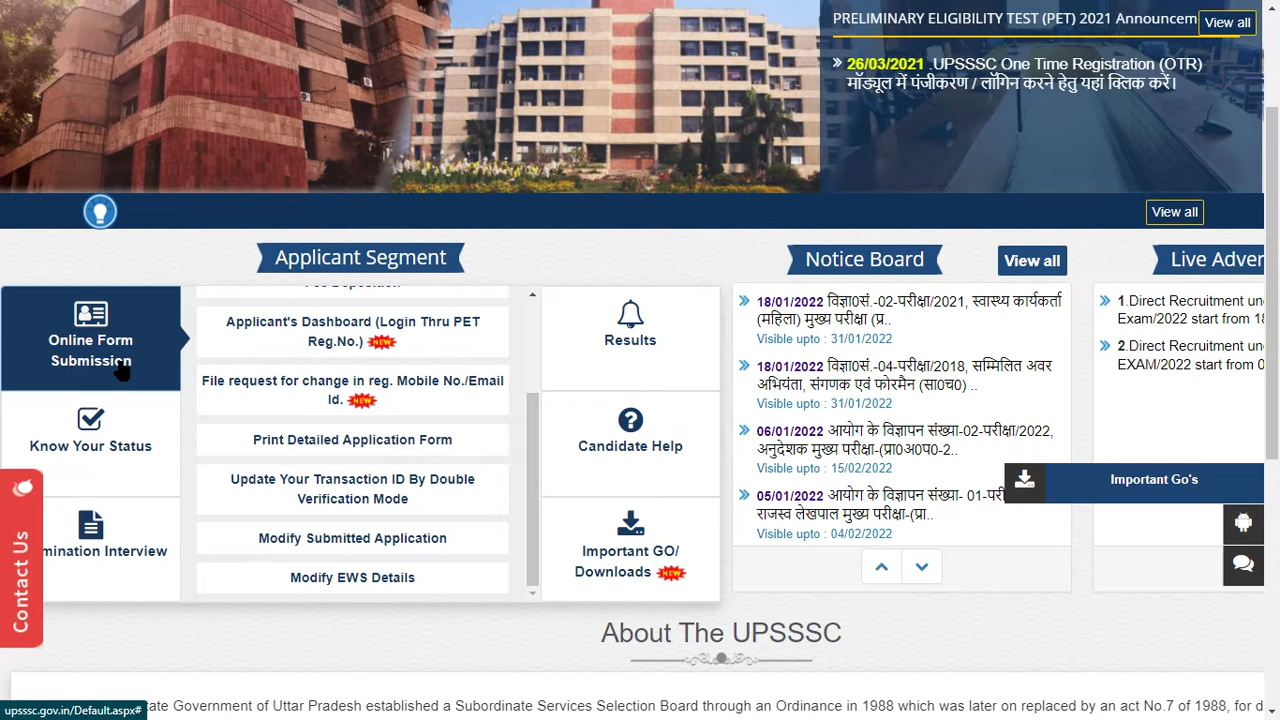 PRELIMINARY ELIGIBILITY TEST (PET) 2021 Announcem
View all
26/03/2021 .UPSSSC One Time Registration (OTR)
मॉड्यूल में पंजीकरण / लॉगिन करने हेतु यहां क्लिक करें।
View all
Applicant Segment
Online Form
Submission
Know Your Status
mination Interview
Applicant's Dashboard (Login Thru PET
Reg.No.) NEW
File request for change in reg. Mobile No./Email
Id. NEW
Print Detailed Application Form
Update Your Transaction ID By Double
Verification Mode
Modify Submitted Application
Modify EWS Details
Results
Candidate Help
Important GO/
Downloads NEW
Notice Board
View all
18/01/2022 विज्ञा0सं.-02-परीक्षा/2021, स्वास्थ्य कार्यकर्ता
(महिला) मुख्य परीक्षा (प्र..
Visible upto : 31/01/2022
18/01/2022 विज्ञा0सं.-04-परीक्षा/2018, सम्मिलित अवर
अभियंता, संगणक एवं फोरमैन (सा0च0) ..
Visible upto : 31/01/2022
06/01/2022 आयोग के विज्ञापन संख्या-02-परीक्षा/2022,
अनुदेशक मुख्य परीक्षा-(प्रा0अ0प0-2..
Visible upto : 15/02/2022
05/01/2022 आयोग के विज्ञापन संख्या- 01-परी
राजस्व लेखपाल मुख्य परीक्षा-(प्रा..
Visible upto : 04/02/2022
Live Adver
1.Direct Recruitment und
Exam/2022 start from 18
2.Direct Recruitment und
EXAM/2022 start from 0
Important Go's
Contact Us
About The UPSSSC
tate Government of Uttar Pradesh established a Subordinate Services Selection Board through an Ordinance in 1988 which was later on replaced by an act No.7 of 1988, for d
upsssc.gov.in/Default.aspx#